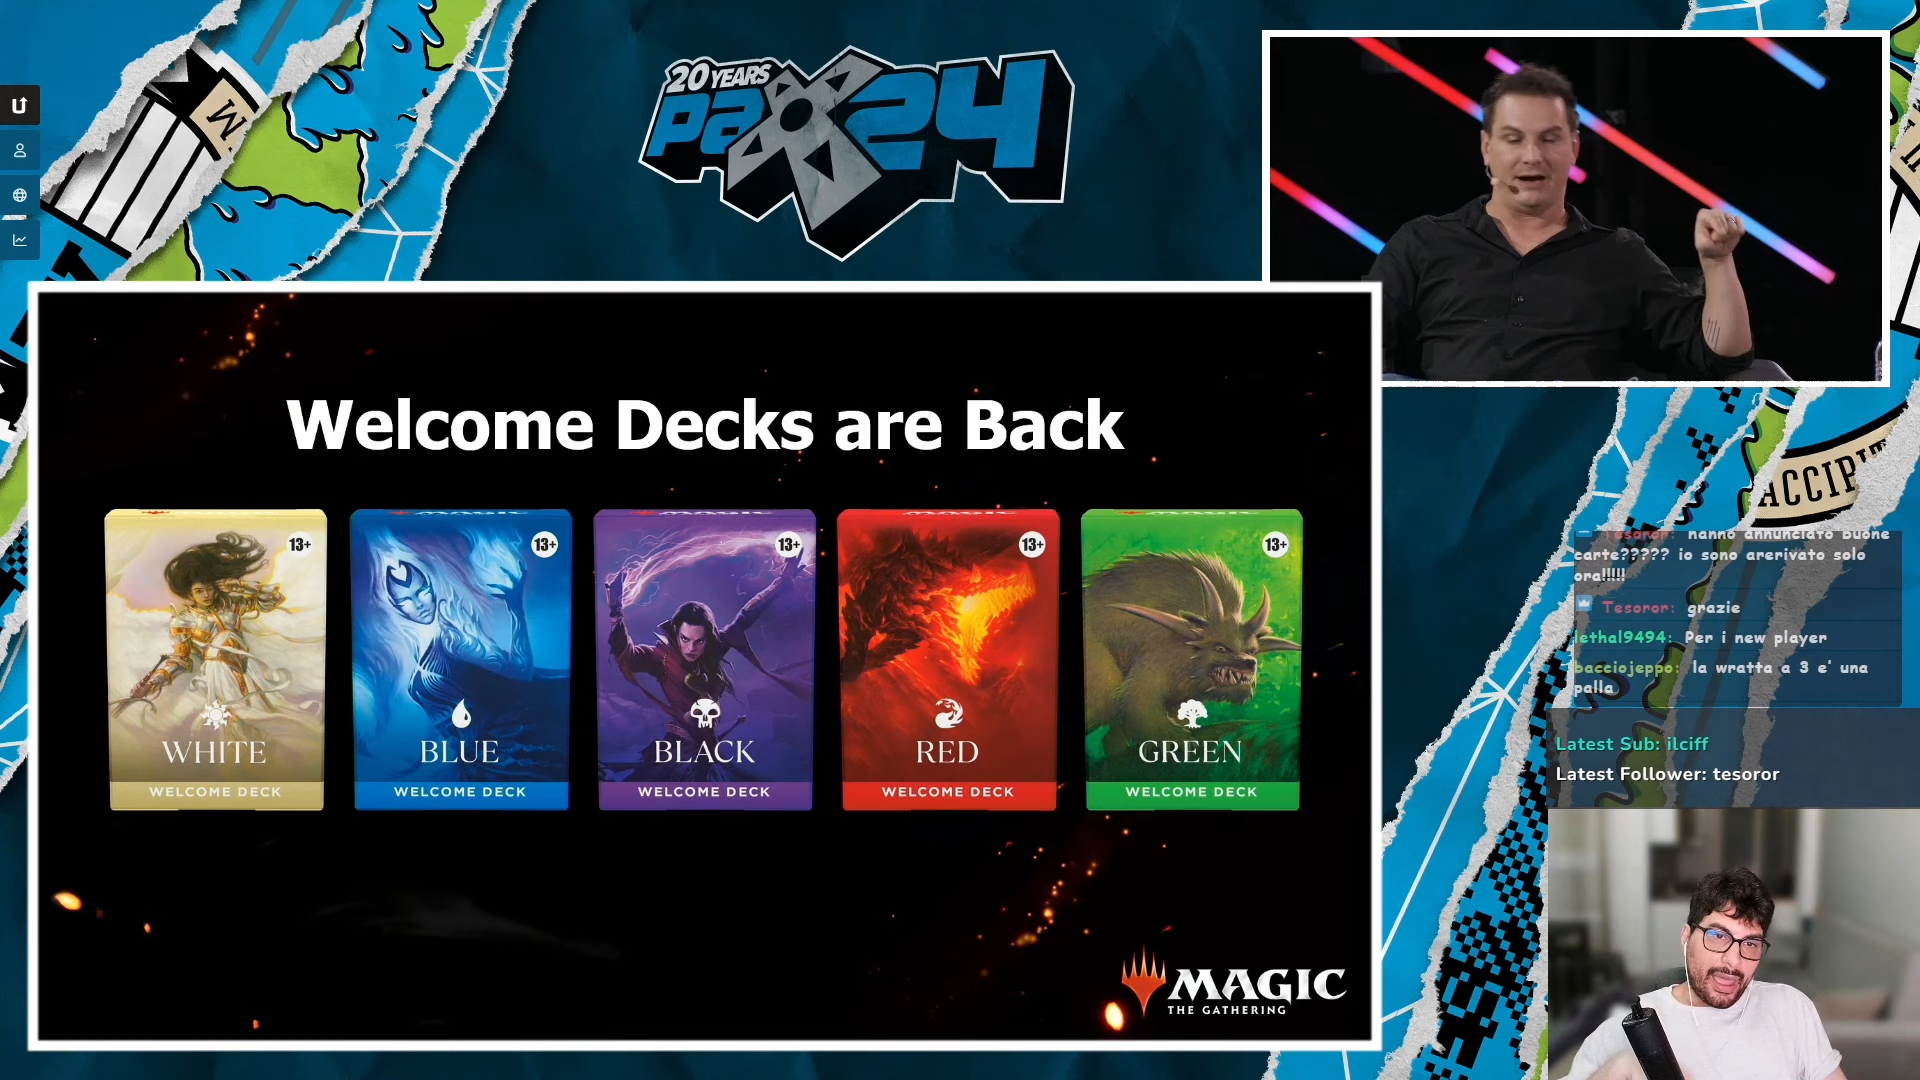 20 YEARS
pax 24
M
Welcome Decks are Back
13+
13+
13+
13+
13+
WHITE
BLUE
BLACK
RED
GREEN
WELCOME DECK
WELCOME DECK
WELCOME DECK
WELCOME DECK
WELCOME DECK
MAGIC
THE GATHERING
ACCIPIT
Tesoror: hanno annunciato buone
carte????? io sono arerivato solo
ora!!!!!
Tesoror: grazie
lethal9494: Per i new player
bacciojeppo: la wratta a 3 e' una
palla
Latest Sub: ilciff
Latest Follower: tesoror